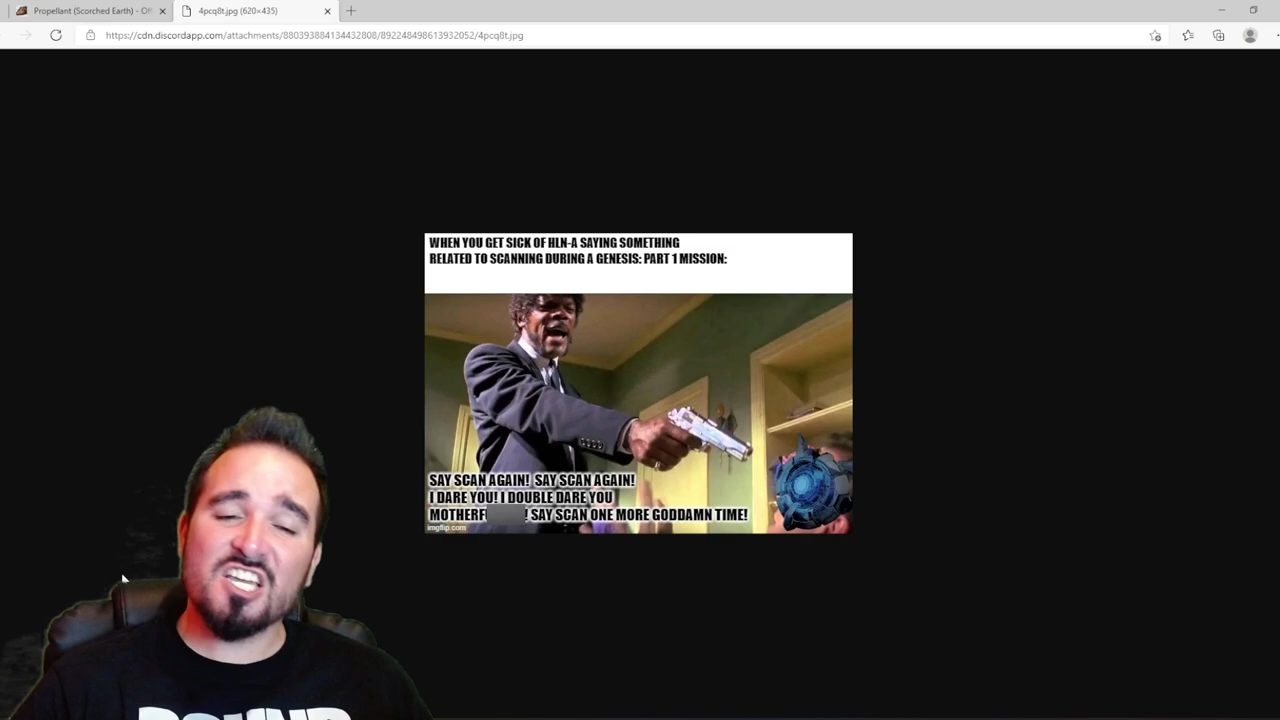 Propellant (Scorched Earth) - Of
4pcq8t.jpg (620×435)
https://cdn.discordapp.com/attachments/880393884134432808/892248498613932052/4pcq8t.jpg
WHEN YOU GET SICK OF HLN-A SAYING SOMETHING
RELATED TO SCANNING DURING A GENESIS: PART 1 MISSION:
SAY SCAN AGAIN! SAY SCAN AGAIN!
I DARE YOU! I DOUBLE DARE YOU
MOTHERF ! SAY SCAN ONE MORE GODDAMN TIME!
imgflip.com